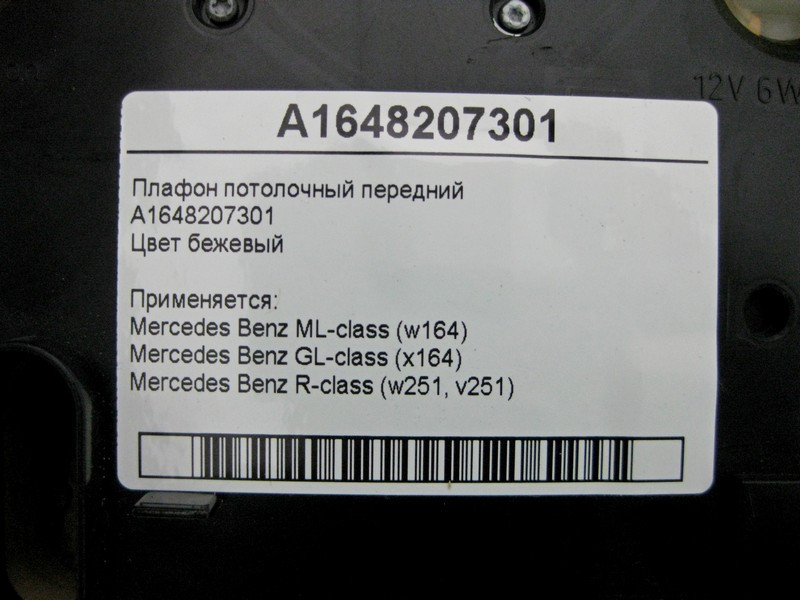 12V 6W
A1648207301
Плафон потолочный передний
A1648207301
Цвет бежевый
Применяется:
Mercedes Benz ML-class (w164)
Mercedes Benz GL-class (x164)
Mercedes Benz R-class (w251, v251)